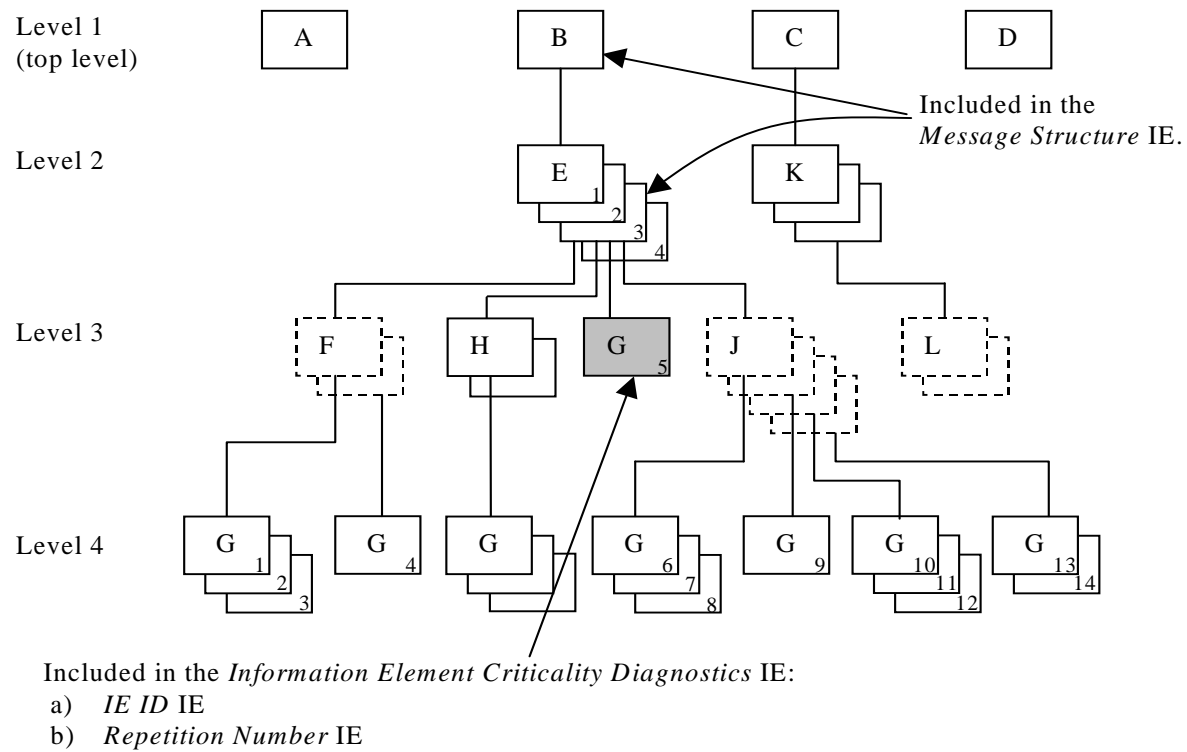 Level 1
(top level)
A
B
C
D
Included in the
Message Structure IE.
Level 2
E
1
2
3
4
K
Level 3
F
H
G
5
J
L
Level 4
G
1
2
3
G
4
G
G
6
7
8
G
9
G
10
11
12
G
13
14
Included in the Information Element Criticality Diagnostics IE:
a) IE ID IE
b) Repetition Number IE